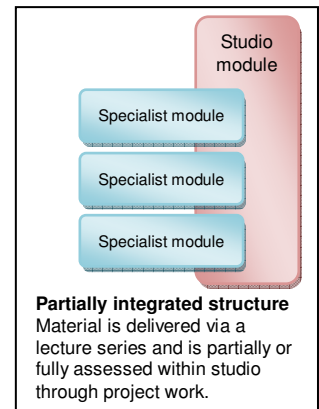 Studio
module
Specialist module
Specialist module
Specialist module
Partially integrated structure
Material is delivered via a
lecture series and is partially or
fully assessed within studio
through project work.